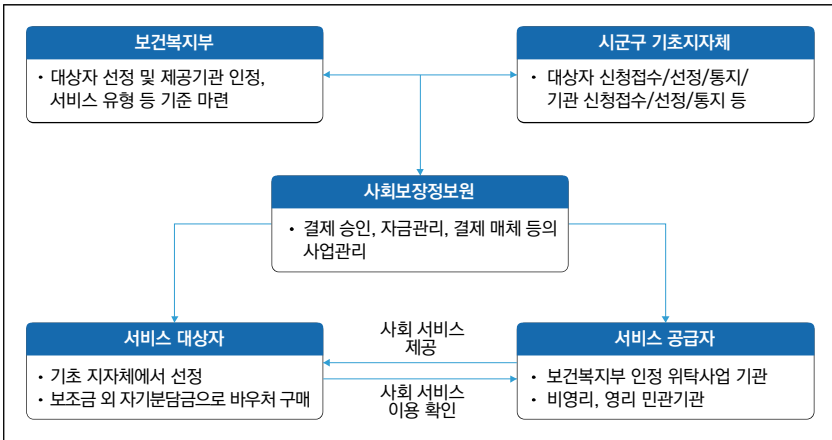 보건복지부
• 대상자 선정 및 제공기관 인정,
서비스 유형 등 기준 마련
시군구 기초지자체
• 대상자 신청접수/선정/통지/
기관 신청접수/선정/통지 등
사회보장정보원
• 결제 승인, 자금관리, 결제 매체 등의
사업관리
서비스 대상자
• 기초 지자체에서 선정
• 보조금 외 자기분담금으로 바우처 구매
사회 서비스
제공
사회 서비스
이용 확인
서비스 공급자
• 보건복지부 인정 위탁사업 기관
• 비영리, 영리 민관기관